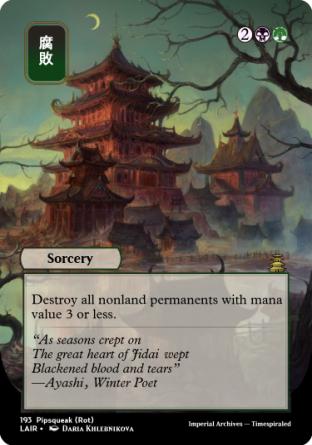 腐敗
2
Sorcery
Destroy all nonland permanents with mana
value 3 or less.
“As seasons crept on
The great heart of Jidai wept
Blackened blood and tears”
—Ayashi, Winter Poet
193 Pipsqueak (Rot)
LAIR • Daria Khlebnikova
Imperial Archives — Timespiraled